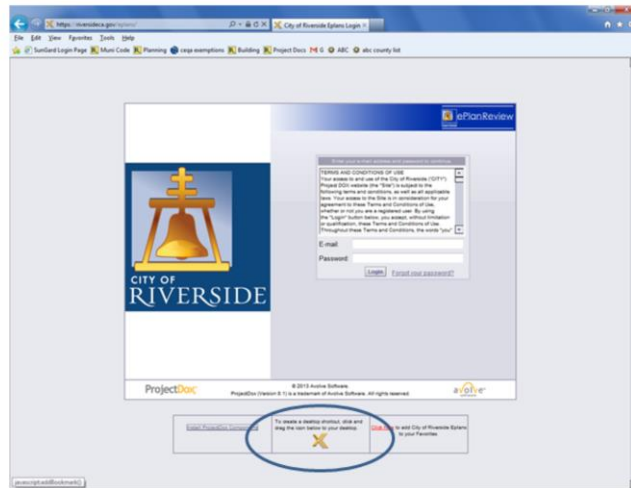 https://riversideca.gov/eplans/
City of Riverside Eplans Login
File Edit View Favorites Tools Help
SunGard Login Page Muni Code Planning ceqa exemptions Building Project Docs M G ABC abc county list
ePlanReview
Enter your e-mail address and password to continue
TERMS AND CONDITIONS OF USE
Your access to and use of the City of Riverside ("CITY")
Project DOX website (the "Site") is subject to the
following terms and conditions, as well as all applicable
laws. Your access to the Site is in consideration for your
agreement to these Terms and Conditions of Use,
whether or not you are a registered user. By using
the "Login" button below, you accept, without limitation
or qualification, these Terms and Conditions of Use
Throughout these Terms and Conditions, the words "you"
E-mail:
Password:
Login Forgot your password?
CITY OF
RIVERSIDE
ProjectDox
© 2013 Avolve Software.
ProjectDox (Version 8.1) is a trademark of Avolve Software. All rights reserved.
avolve
Install ProjectDox Components
To create a desktop shortcut, click and
drag the icon below to your desktop.
Click to add City of Riverside Eplans
to your Favorites
javascript:addBookmark()